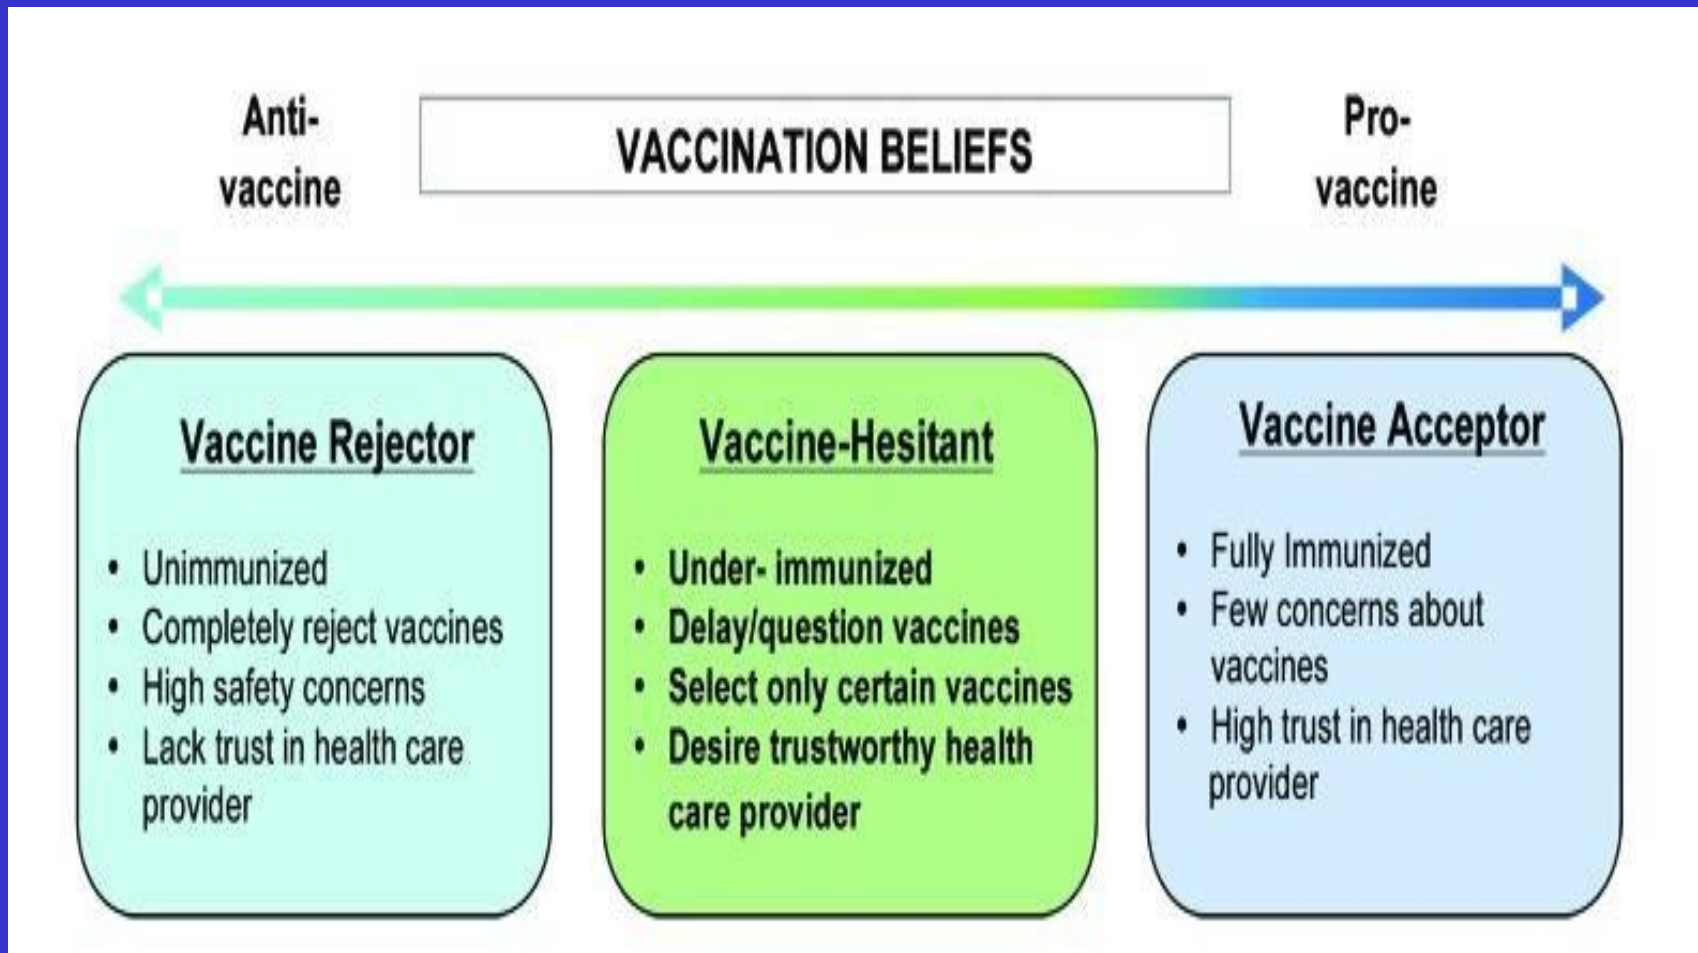 Anti-
vaccine
VACCINATION BELIEFS
Pro-
vaccine
Vaccine Rejector
• Unimmunized
• Completely reject vaccines
• High safety concerns
• Lack trust in health care
provider
Vaccine-Hesitant
• Under- immunized
• Delay/question vaccines
• Select only certain vaccines
• Desire trustworthy health
care provider
Vaccine Acceptor
• Fully Immunized
• Few concerns about
vaccines
• High trust in health care
provider